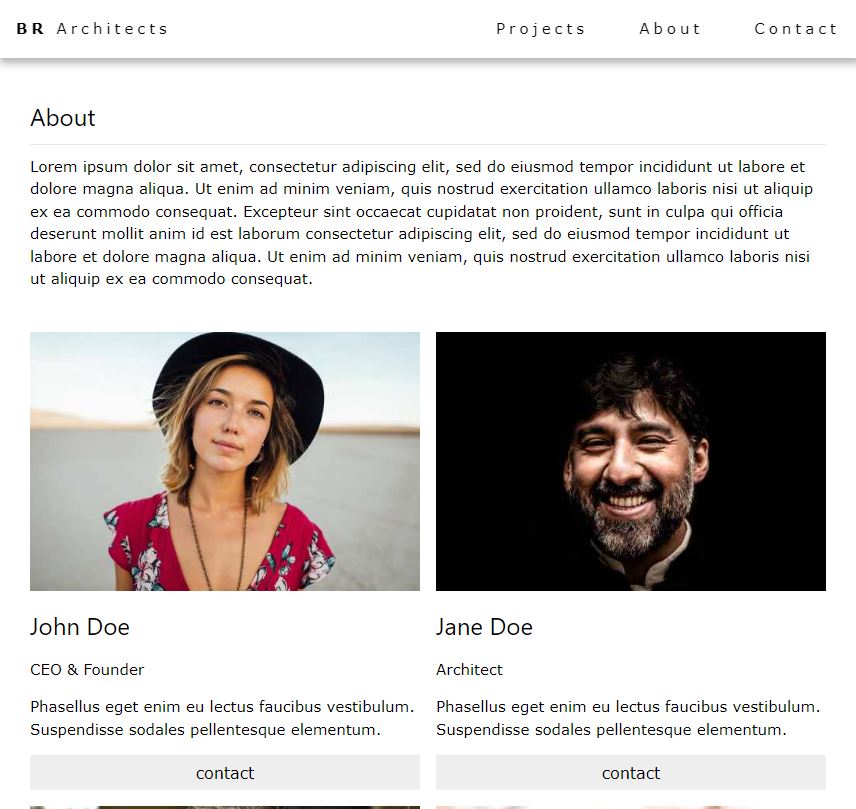 BR Architects
Projects About Contact
About
Lorem ipsum dolor sit amet, consectetur adipiscing elit, sed do eiusmod tempor incididunt ut labore et
dolore magna aliqua. Ut enim ad minim veniam, quis nostrud exercitation ullamco laboris nisi ut aliquip
ex ea commodo consequat. Excepteur sint occaecat cupidatat non proident, sunt in culpa qui officia
deserunt mollit anim id est laborum consectetur adipiscing elit, sed do eiusmod tempor incididunt ut
labore et dolore magna aliqua. Ut enim ad minim veniam, quis nostrud exercitation ullamco laboris nisi
ut aliquip ex ea commodo consequat.
John Doe
CEO & Founder
Phasellus eget enim eu lectus faucibus vestibulum.
Suspendisse sodales pellentesque elementum.
contact
Jane Doe
Architect
Phasellus eget enim eu lectus faucibus vestibulum.
Suspendisse sodales pellentesque elementum.
contact